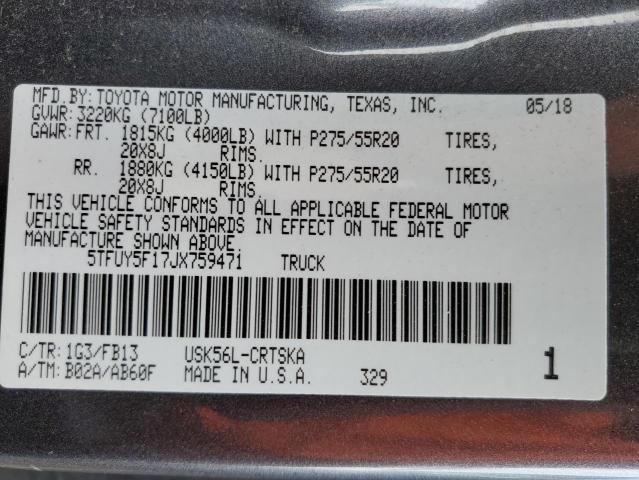 MFD.BY: TOYOTA MOTOR MANUFACTURING, TEXAS, INC. 05/18
GVWR: 3220KG (7100LB)
GAWR: FRT. 1815KG (4000LB) WITH P275/55R20 TIRES,
20X8J RIMS.
RR. 1880KG (4150LB) WITH P275/55R20 TIRES,
20X8J RIMS.
THIS VEHICLE CONFORMS TO ALL APPLICABLE FEDERAL MOTOR
VEHICLE SAFETY STANDARDS IN EFFECT ON THE DATE OF
MANUFACTURE SHOWN ABOVE.
5TFUY5F17JX759471 TRUCK
C/TR: 1G3/FB13 USK56L-CRTSKA
A/TM: B02A/AB60F MADE IN U.S.A. 329 1